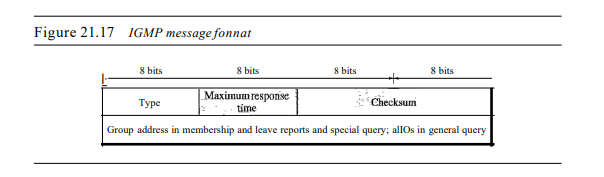 Figure 21.17 IGMP message fonnat
8 bits 8 bits 8 bits 8 bits
Type
Maximum response
time
Checksum
Group address in membership and leave reports and special query; alIOs in general query